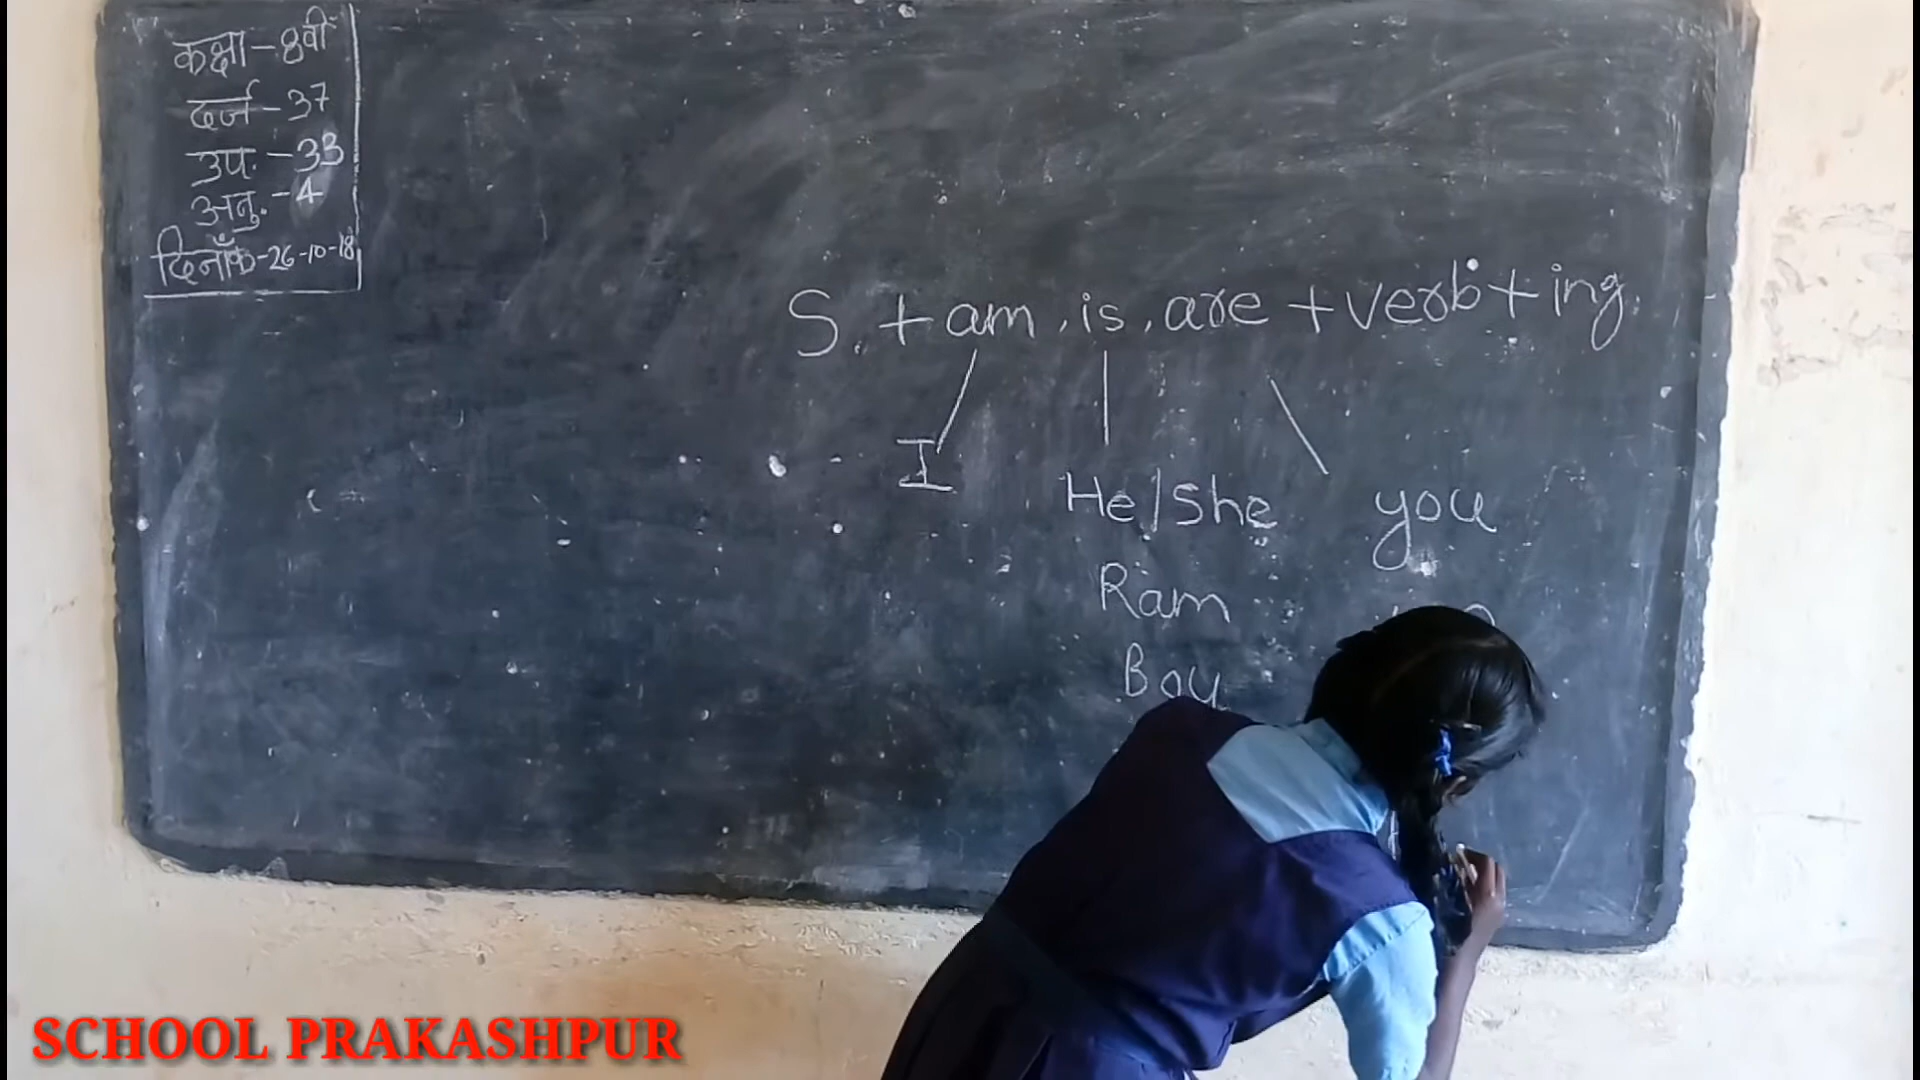 कक्षा - 8वीं
दर्ज - 37
उप. - 33
अनु. - 4
दिनाँक - 26-10-18
S. + am, is, are + verb + ing.
I
He/She you
Ram
Boy
SCHOOL PRAKASHPUR